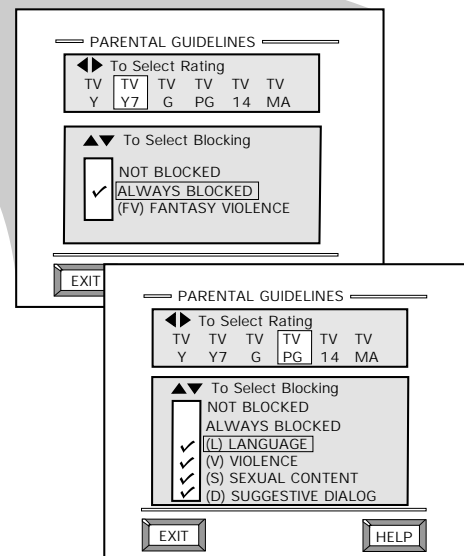 PARENTAL GUIDELINES
To Select Rating
TV TV TV TV TV TV
Y Y7 G PG 14 MA
To Select Blocking
NOT BLOCKED
ALWAYS BLOCKED
(FV) FANTASY VIOLENCE
EXIT
PARENTAL GUIDELINES
To Select Rating
TV TV TV TV TV TV
Y Y7 G PG 14 MA
To Select Blocking
NOT BLOCKED
ALWAYS BLOCKED
(L) LANGUAGE
(V) VIOLENCE
(S) SEXUAL CONTENT
(D) SUGGESTIVE DIALOG
EXIT HELP